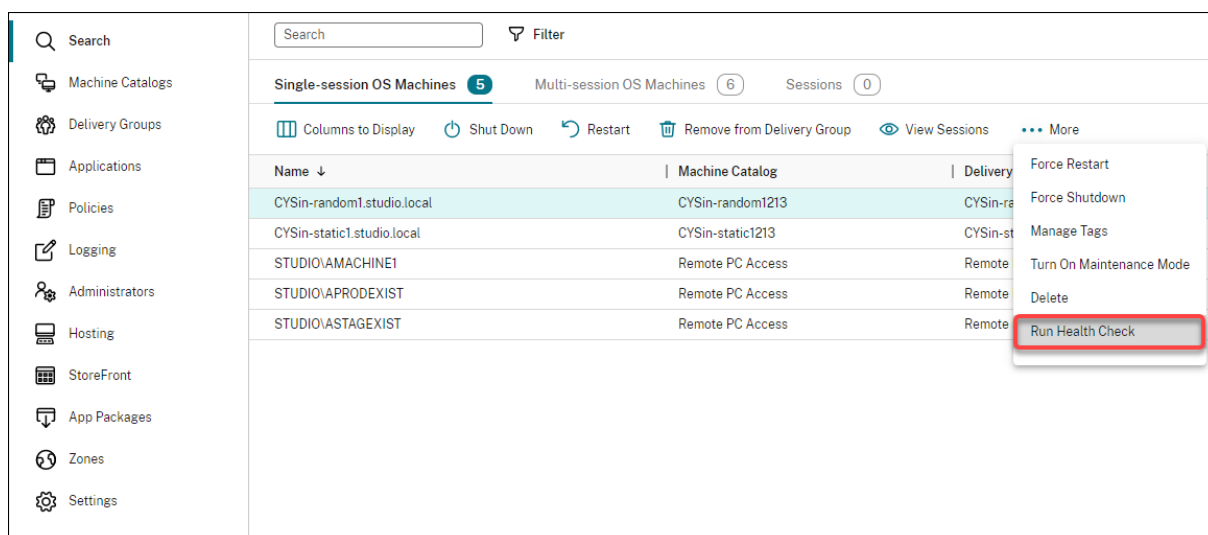 Search
Machine Catalogs
Delivery Groups
Applications
Policies
Logging
Administrators
Hosting
StoreFront
App Packages
Zones
Settings
Search Filter
Single-session OS Machines 5 Multi-session OS Machines 6 Sessions 0
Columns to Display Shut Down Restart Remove from Delivery Group View Sessions ••• More
Name ↓ | Machine Catalog | Delivery
CYSin-random1.studio.local CYSin-random1213 CYSin-ra
CYSin-static1.studio.local CYSin-static1213 CYSin-st
STUDIO\AMACHINE1 Remote PC Access Remote
STUDIO\APRODEXIST Remote PC Access Remote
STUDIO\ASTAGEXIST Remote PC Access Remote
Force Restart
Force Shutdown
Manage Tags
Turn On Maintenance Mode
Delete
Run Health Check